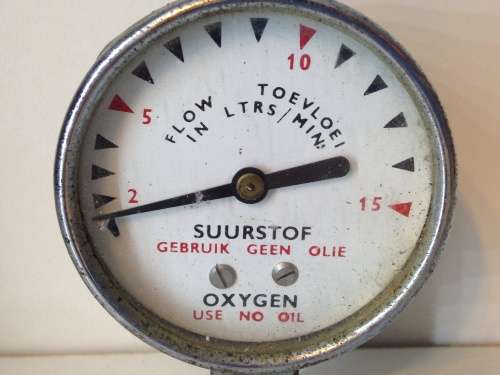 10
5
FLOW TOEVLOEI
IN LTRS/MIN.
2
15
SUURSTOF
GEBRUIK GEEN OLIE
OXYGEN
USE NO OIL